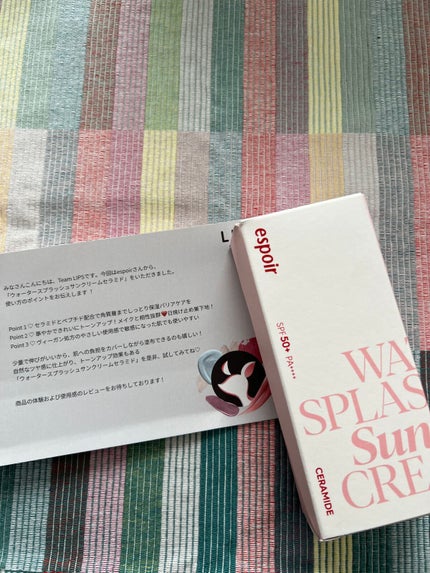 L
みなさんこんにちは、Team LIPSです。今回はespoirさんから、
「ウォータースプラッシュサンクリームセラミド」をいただきました。
使い方のポイントをお伝えします！
Point 1 ♡ セラミドとペプチド配合で角質層までしっとり保湿バリアケアを
Point 2 ♡ 華やかできれいにトーンアップ！メイクと相性抜群❤日焼け止め兼下地！
Point 3 ♡ ヴィーガン処方のやさしい使用感で敏感になった肌でも使いやすい
少量で伸びがいいから、肌への負担をカバーしながら塗布できるのも嬉しい！
自然なツヤ感に仕上がり、トーンアップ効果もある
「ウォータースプラッシュサンクリームセラミド」を是非、試してみてね♡
商品の体験および使用感のレビューをお待ちしております！
espoir
SPF 50+ PA++++
WA
SPLAS
Sun
CRE
CERAMIDE